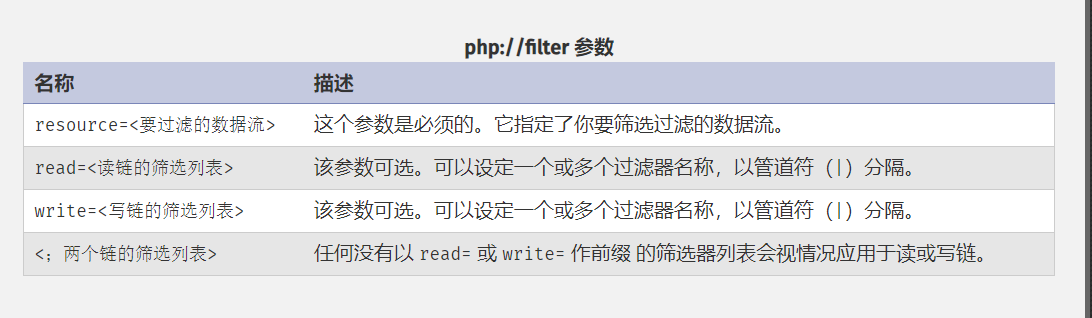 php://filter 参数
名称 描述
resource=<要过滤的数据流> 这个参数是必须的。它指定了你要筛选过滤的数据流。
read=<读链的筛选列表> 该参数可选。可以设定一个或多个过滤器名称，以管道符（|）分隔。
write=<写链的筛选列表> 该参数可选。可以设定一个或多个过滤器名称，以管道符（|）分隔。
<；两个链的筛选列表> 任何没有以 read= 或 write= 作前缀 的筛选器列表会视情况应用于读或写链。